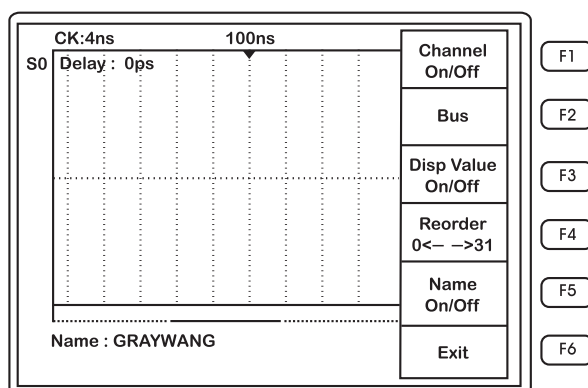 CK:4ns 100ns
S0 Delay : 0ps
Channel
On/Off
F1
Bus
F2
Disp Value
On/Off
F3
Reorder
0<– –>31
F4
Name
On/Off
F5
Name : GRAYWANG
Exit
F6